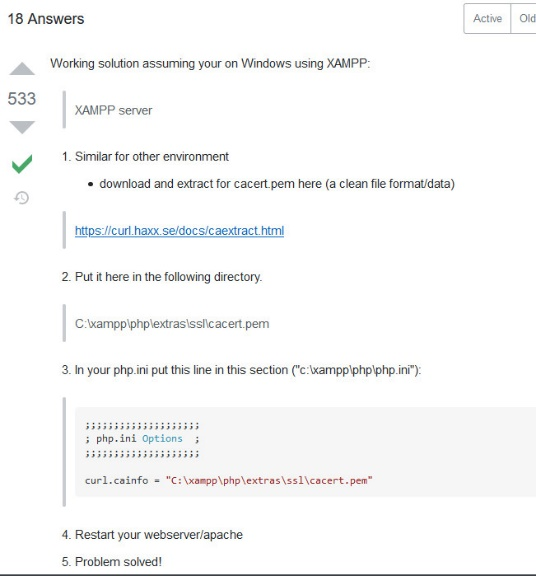 18 Answers
Active
Old
Working solution assuming your on Windows using XAMPP:
533
XAMPP server
1. Similar for other environment
• download and extract for cacert.pem here (a clean file format/data)
https://curl.haxx.se/docs/caextract.html
2. Put it here in the following directory.
C:\xampp\php\extras\ssl\cacert.pem
3. In your php.ini put this line in this section ("c:\xampp\php\php.ini"):
;;;;;;;;;;;;;;;;;;;;
; php.ini Options  ;
;;;;;;;;;;;;;;;;;;;;
curl.cainfo = "C:\xampp\php\extras\ssl\cacert.pem"
4. Restart your webserver/apache
5. Problem solved!